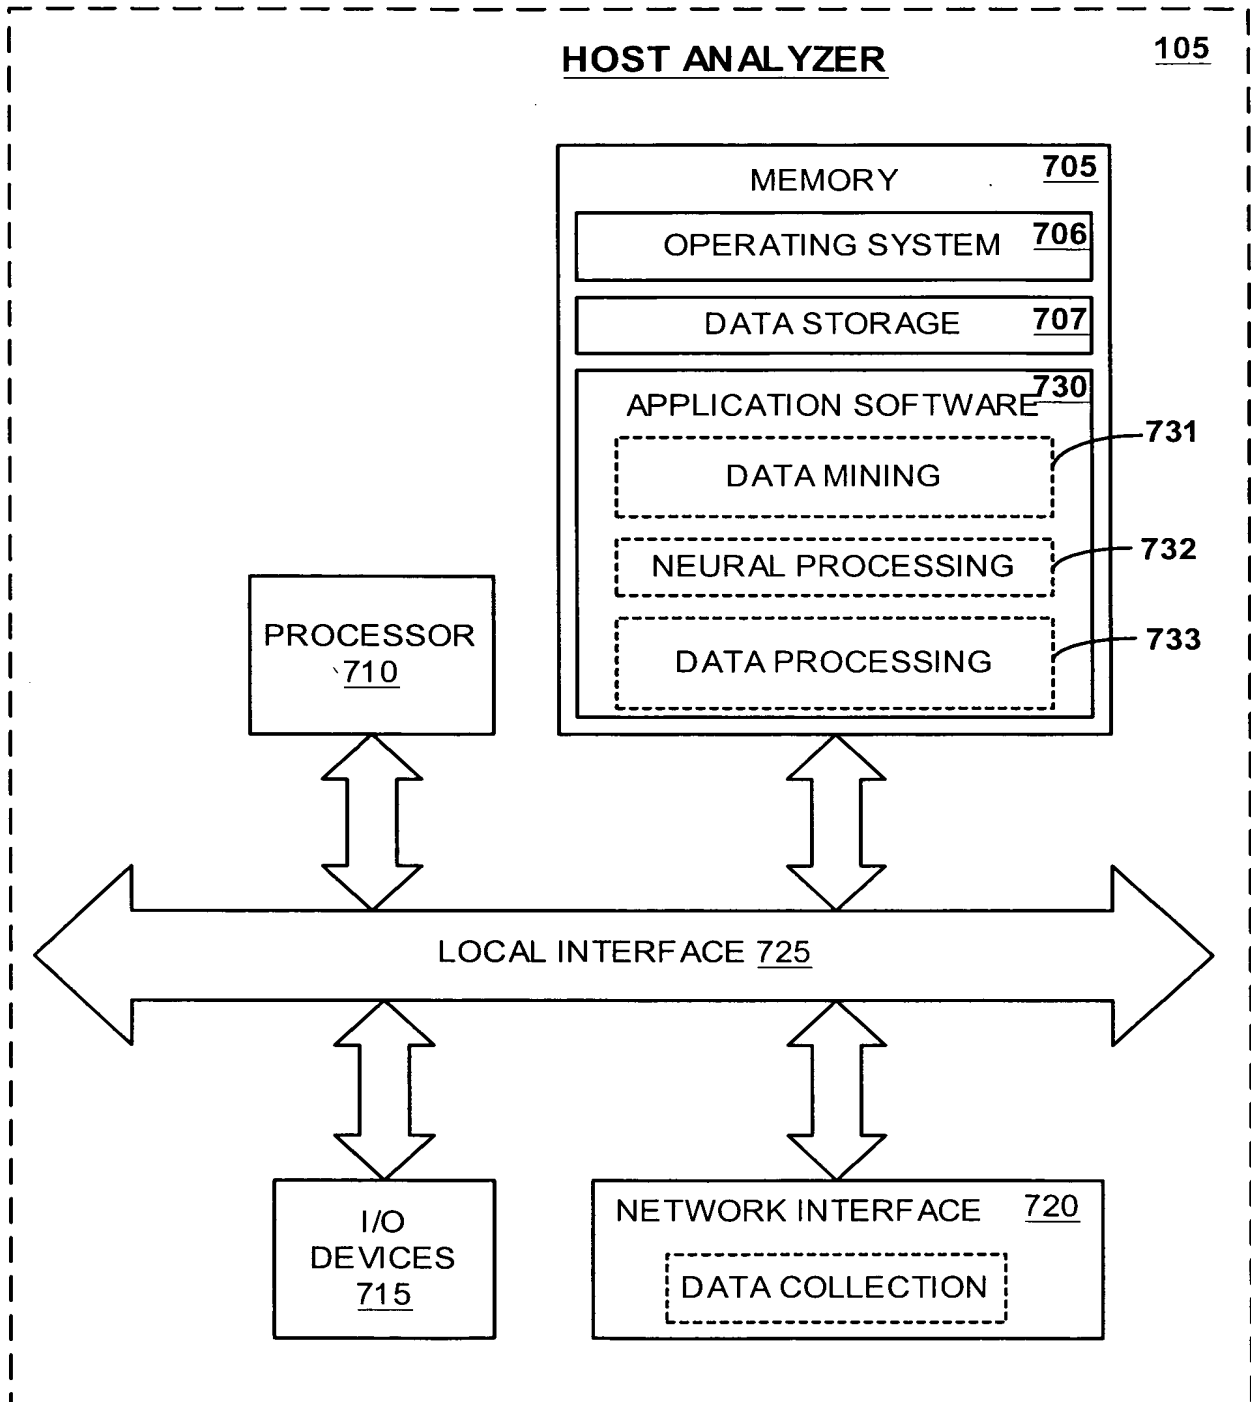 HOST ANALYZER
105
MEMORY
705
OPERATING SYSTEM
706
DATA STORAGE
707
730
APPLICATION SOFTWARE
DATA MINING
731
NEURAL PROCESSING
732
DATA PROCESSING
733
PROCESSOR
710
LOCAL INTERFACE 725
I/O
DEVICES
715
NETWORK INTERFACE
720
DATA COLLECTION